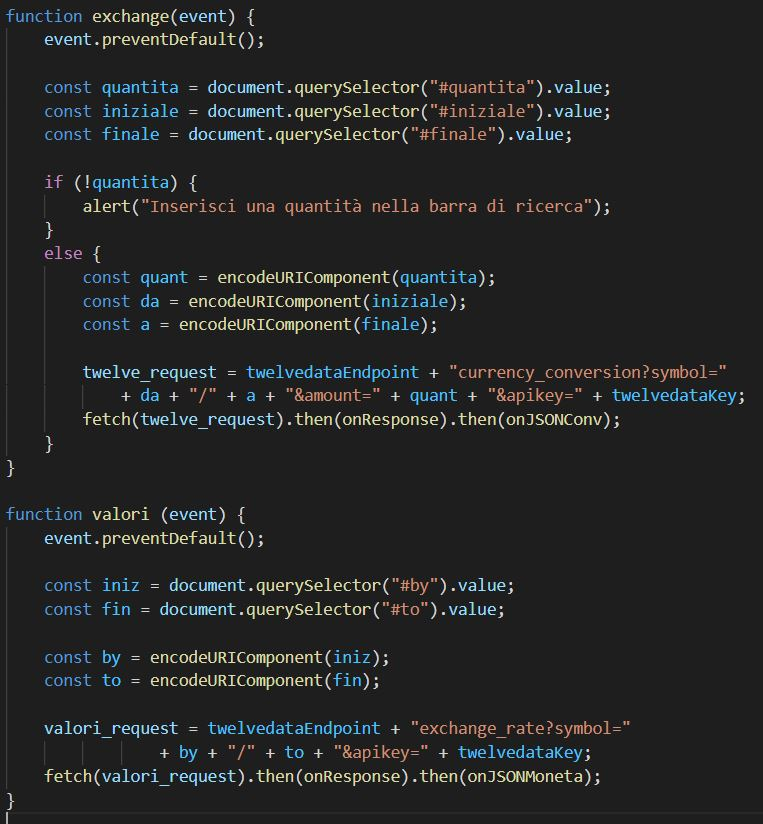 function exchange(event) {
    event.preventDefault();

    const quantita = document.querySelector("#quantita").value;
    const iniziale = document.querySelector("#iniziale").value;
    const finale = document.querySelector("#finale").value;

    if (!quantita) {
        alert("Inserisci una quantità nella barra di ricerca");
    }
    else {
        const quant = encodeURIComponent(quantita);
        const da = encodeURIComponent(iniziale);
        const a = encodeURIComponent(finale);

        twelve_request = twelvedataEndpoint + "currency_conversion?symbol="
            + da + "/" + a + "&amount=" + quant + "&apikey=" + twelvedataKey;
        fetch(twelve_request).then(onResponse).then(onJSONConv);
    }
}

function valori (event) {
    event.preventDefault();

    const iniz = document.querySelector("#by").value;
    const fin = document.querySelector("#to").value;

    const by = encodeURIComponent(iniz);
    const to = encodeURIComponent(fin);

    valori_request = twelvedataEndpoint + "exchange_rate?symbol="
                + by + "/" + to + "&apikey=" + twelvedataKey;
    fetch(valori_request).then(onResponse).then(onJSONMoneta);
}